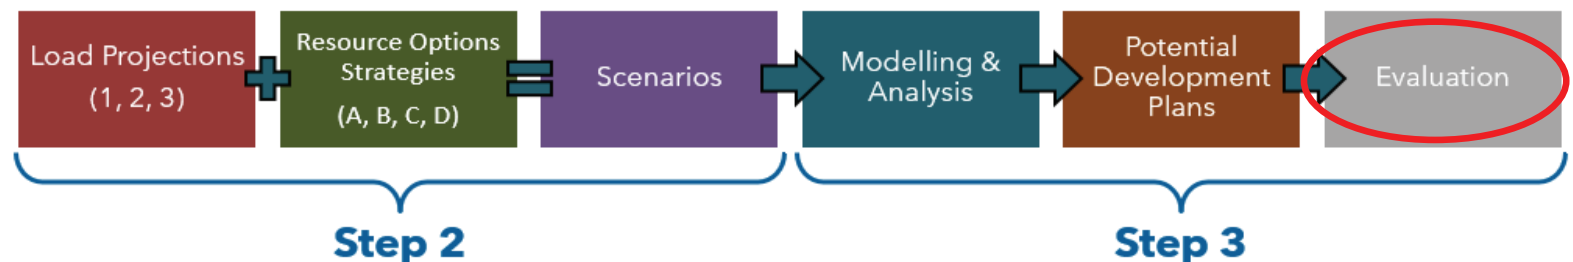 Load Projections
(1, 2, 3)
Resource Options
Strategies
(A, B, C, D)
Scenarios
Modelling &
Analysis
Potential
Development
Plans
Evaluation
Step 2
Step 3